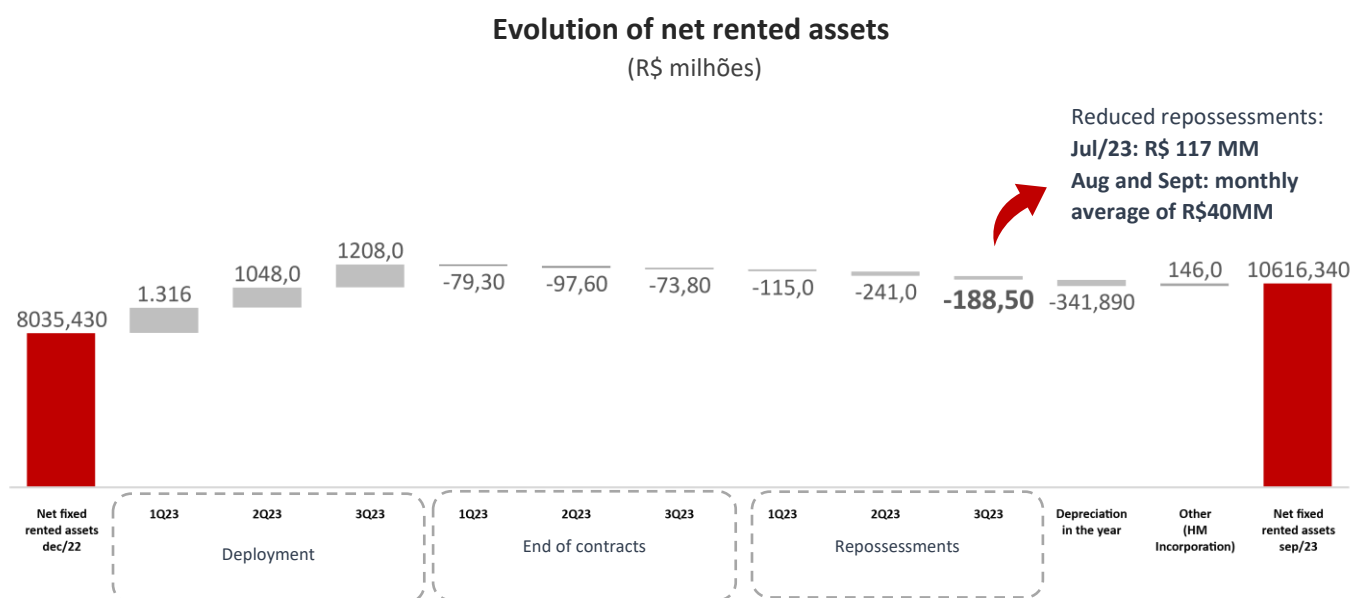 Evolution of net rented assets
(R$ milhões)
Reduced repossessments:
Jul/23: R$ 117 MM
Aug and Sept: monthly
average of R$40MM
8035,430
1.316
1048,0
1208,0
-79,30
-97,60
-73,80
-115,0
-241,0
-188,50
-341,890
146,0
10616,340
Net fixed
rented assets
dec/22
1Q23
2Q23
3Q23
Deployment
1Q23
2Q23
3Q23
End of contracts
1Q23
2Q23
3Q23
Repossessments
Depreciation
in the year
Other
(HM
Incorporation)
Net fixed
rented assets
sep/23